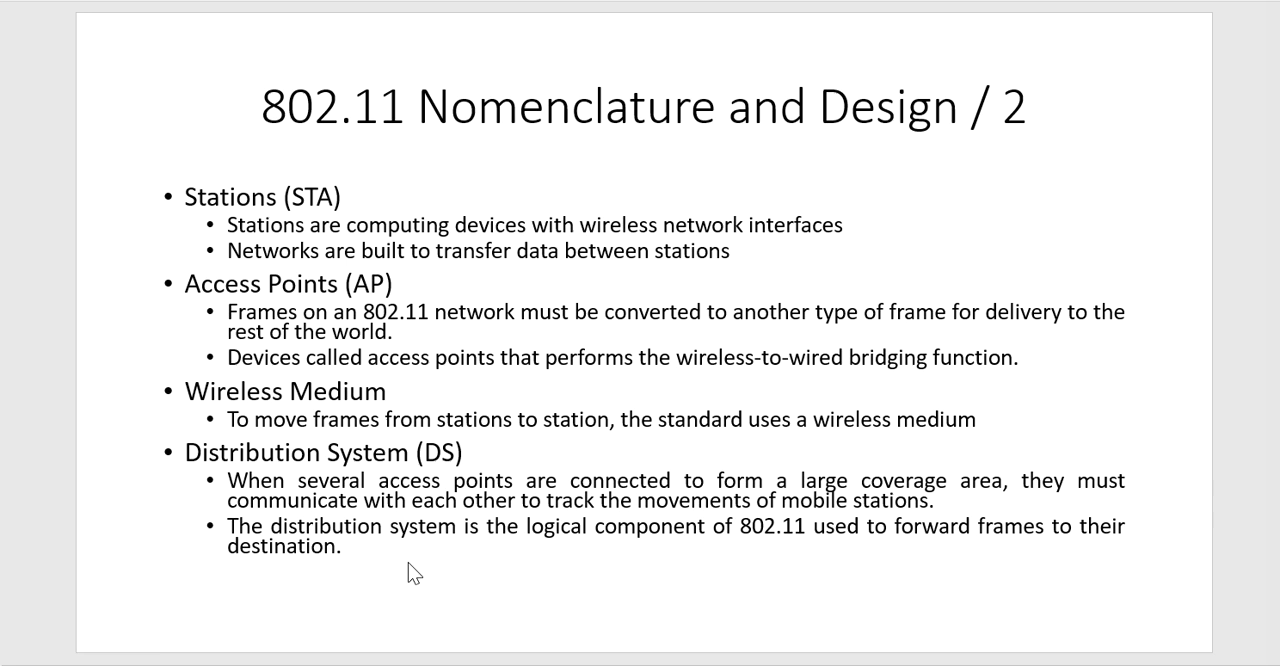 802.11 Nomenclature and Design / 2
• Stations (STA)
• Stations are computing devices with wireless network interfaces
• Networks are built to transfer data between stations
• Access Points (AP)
• Frames on an 802.11 network must be converted to another type of frame for delivery to the
rest of the world.
• Devices called access points that performs the wireless-to-wired bridging function.
• Wireless Medium
• To move frames from stations to station, the standard uses a wireless medium
• Distribution System (DS)
• When several access points are connected to form a large coverage area, they must
communicate with each other to track the movements of mobile stations.
• The distribution system is the logical component of 802.11 used to forward frames to their
destination.